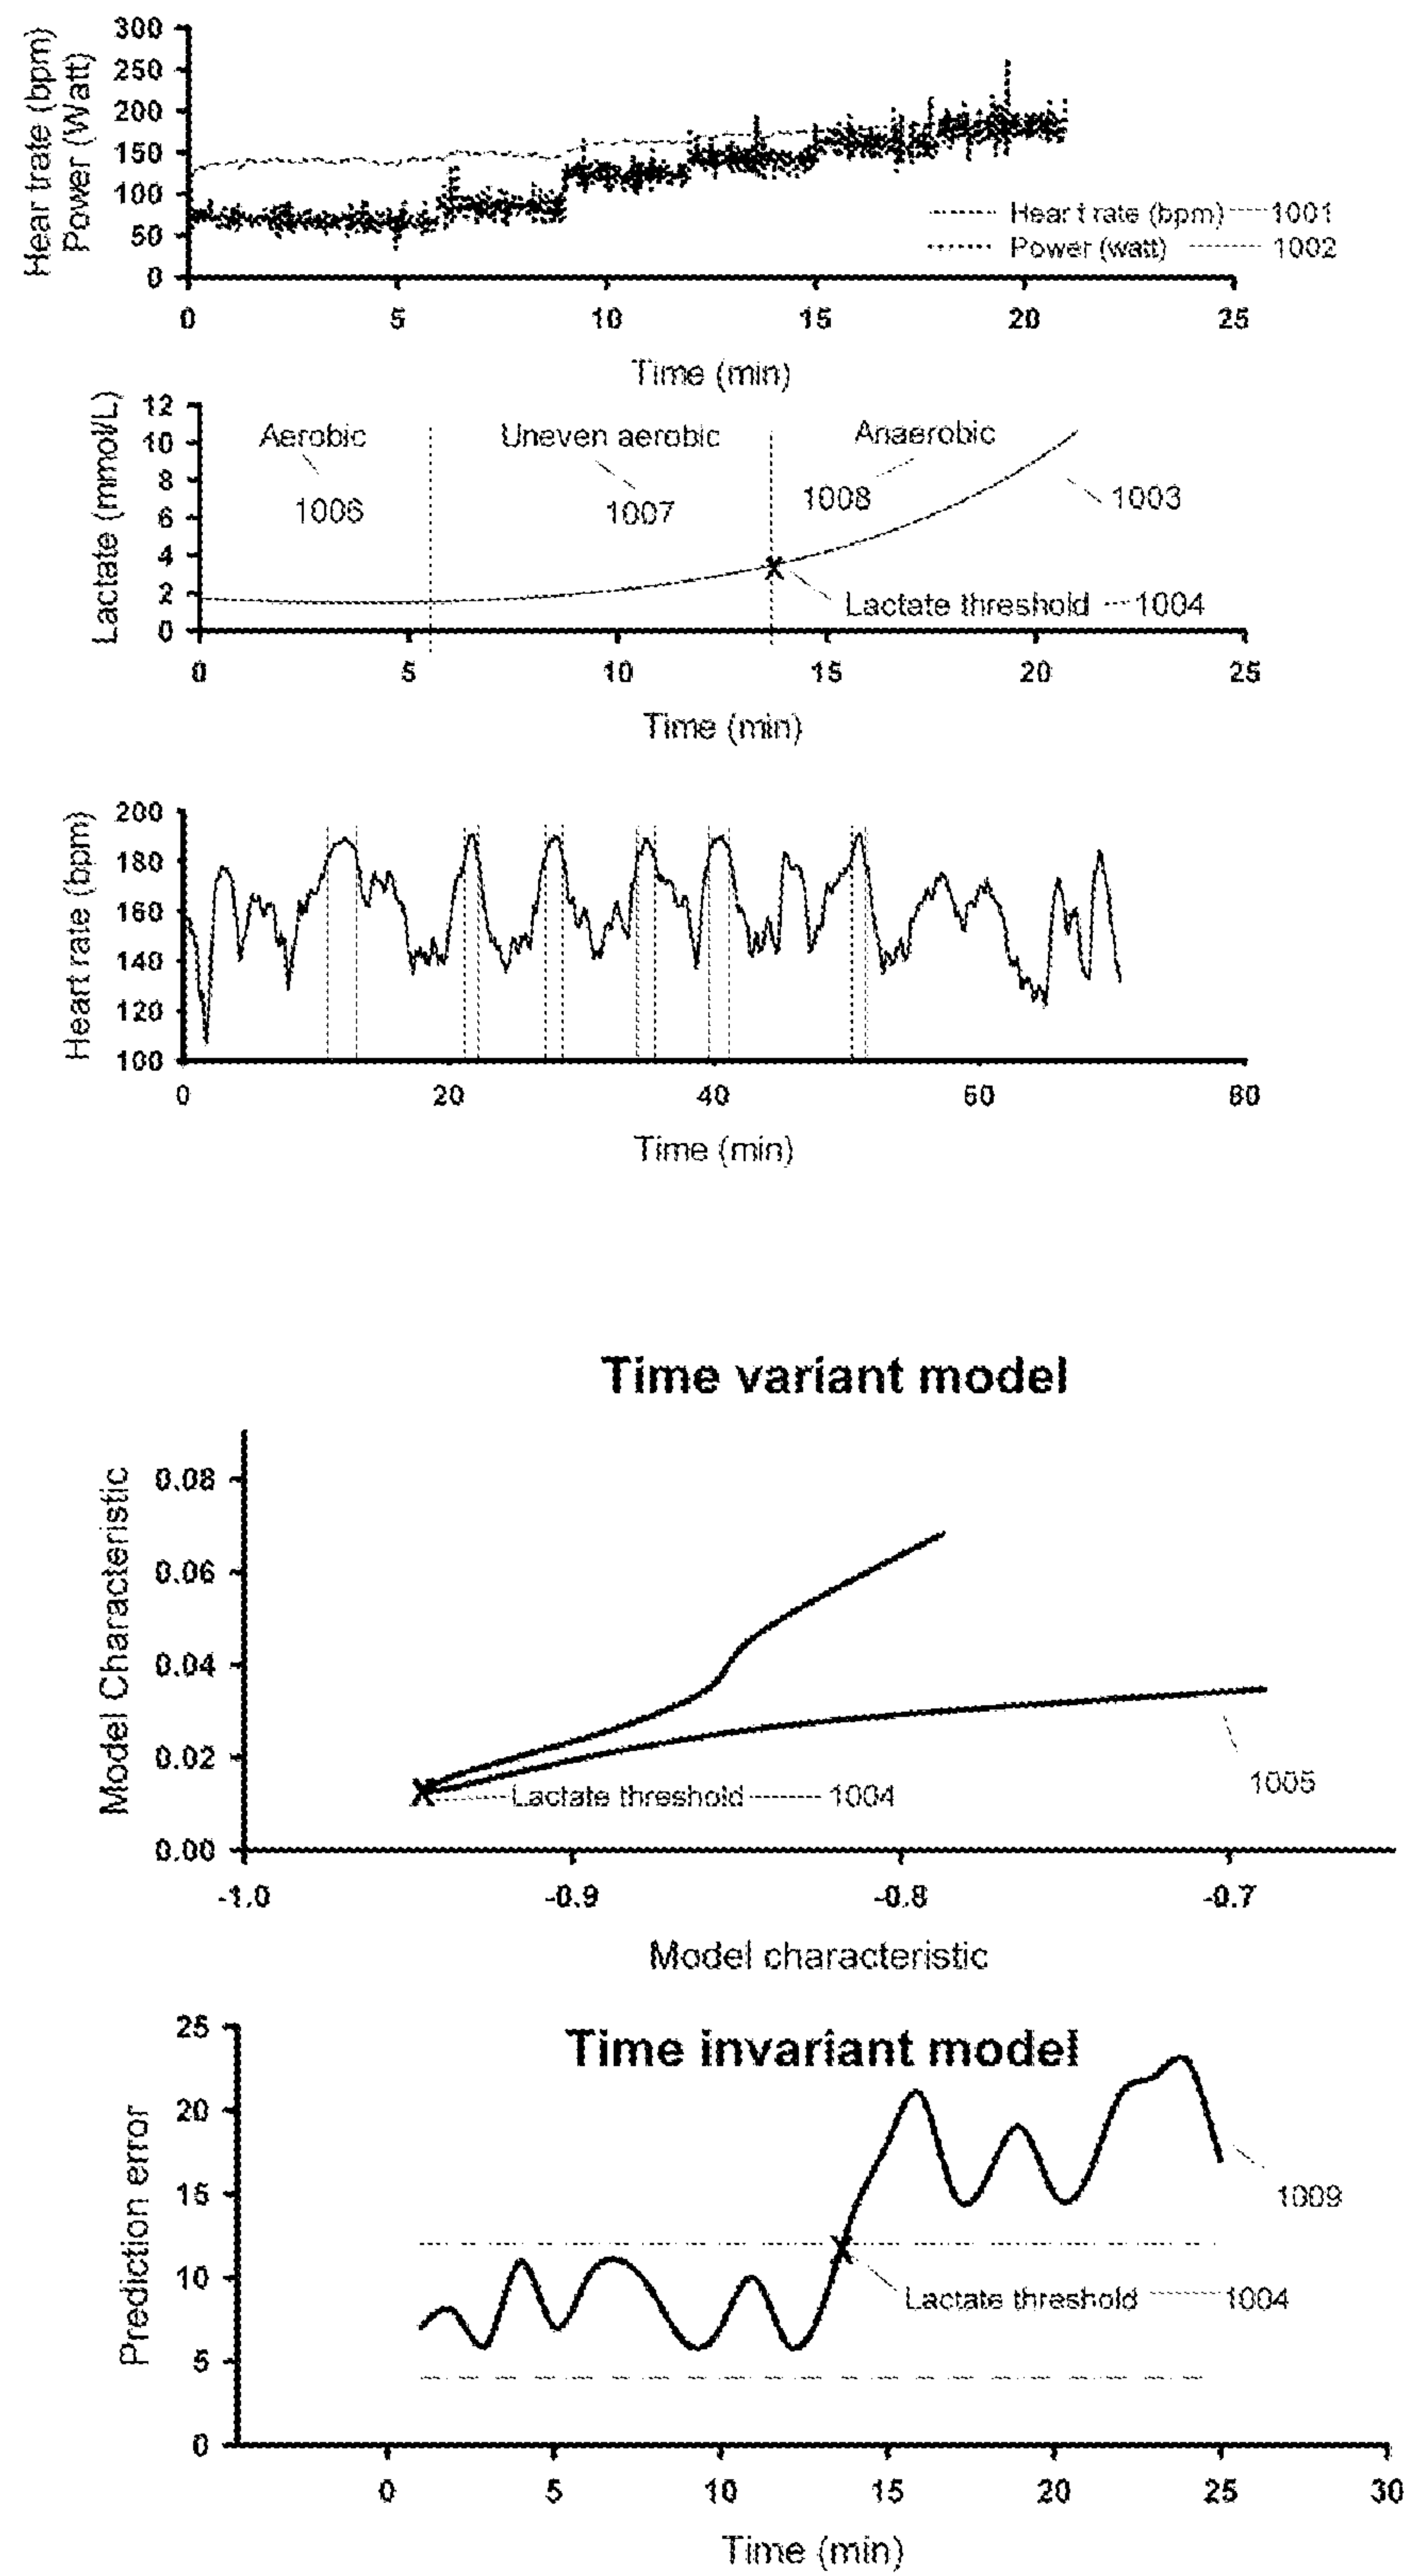 Hear trate (bpm)
Power (Watt)
300
250
200
150
100
50
0
Hear t rate (bpm) 1001
Power (watt) 1002
0 5 10 15 20 25
Time (min)
Lactate (mmol/L)
12
10
8
6
4
2
0
Aerobic Uneven aerobic Anaerobic
1006 1007 1008 1003
Lactate threshold 1004
0 5 10 15 20 25
Time (min)
Heart rate (bpm)
200
180
160
140
120
100
0 20 40 60 80
Time (min)
Time variant model
Model Characteristic
0.08
0.06
0.04
0.02
0.00
Lactate threshold 1004
1005
-1.0 -0.9 -0.8 -0.7
Model characteristic
Time invariant model
Prediction error
25
20
15
10
5
0
1009
Lactate threshold 1004
0 5 10 15 20 25 30
Time (min)